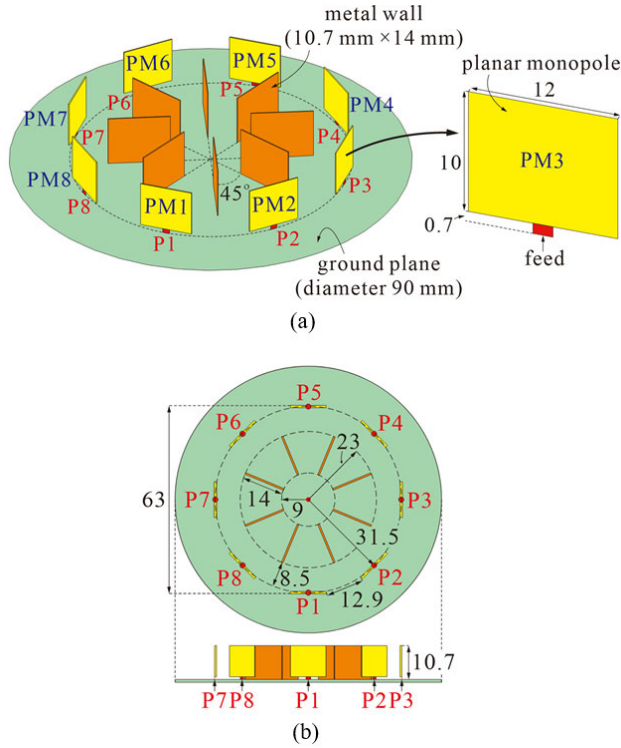 metal wall
(10.7 mm ×14 mm)
PM6
PM5
planar monopole
P6
P5
12
PM7
PM4
P7
P4
10
PM3
PM8
P8
45°
P3
PM1
PM2
0.7
P1
P2
feed
ground plane
(diameter 90 mm)
(a)
P5
P6
P4
23
63
P7
14
9
P3
31.5
P8
8.5
P2
12.9
P1
10.7
P7 P8 P1 P2 P3
(b)